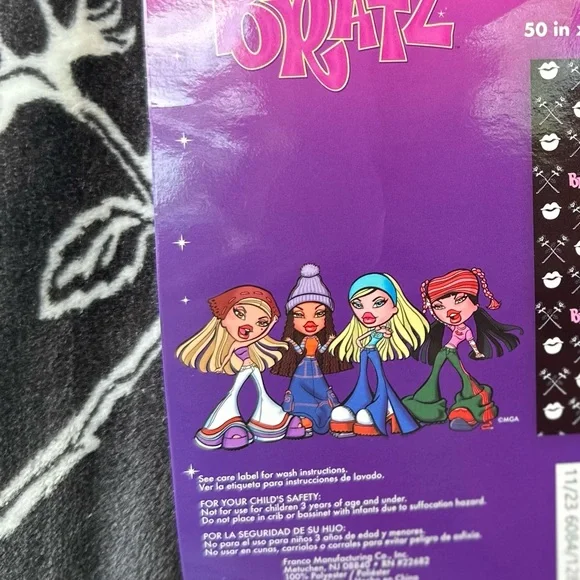 BRATZ
50 in x
See care label for wash instructions.
Ver la etiqueta para instrucciones de lavado.
FOR YOUR CHILD'S SAFETY:
Not for use for children 3 years of age and under.
Do not place in crib or bassinet with infants due to suffocation hazard.
POR LA SEGURIDAD DE SU HIJO:
No para el uso para niños 3 años de edad y menores.
No usar en cunas, carriolas o corrales para evitar peligro de asfixia.
Franco Manufacturing Co., Inc.
Metuchen, NJ 08840 • RN #22682
100% Polyester / Poliéster
©MGA
11/23